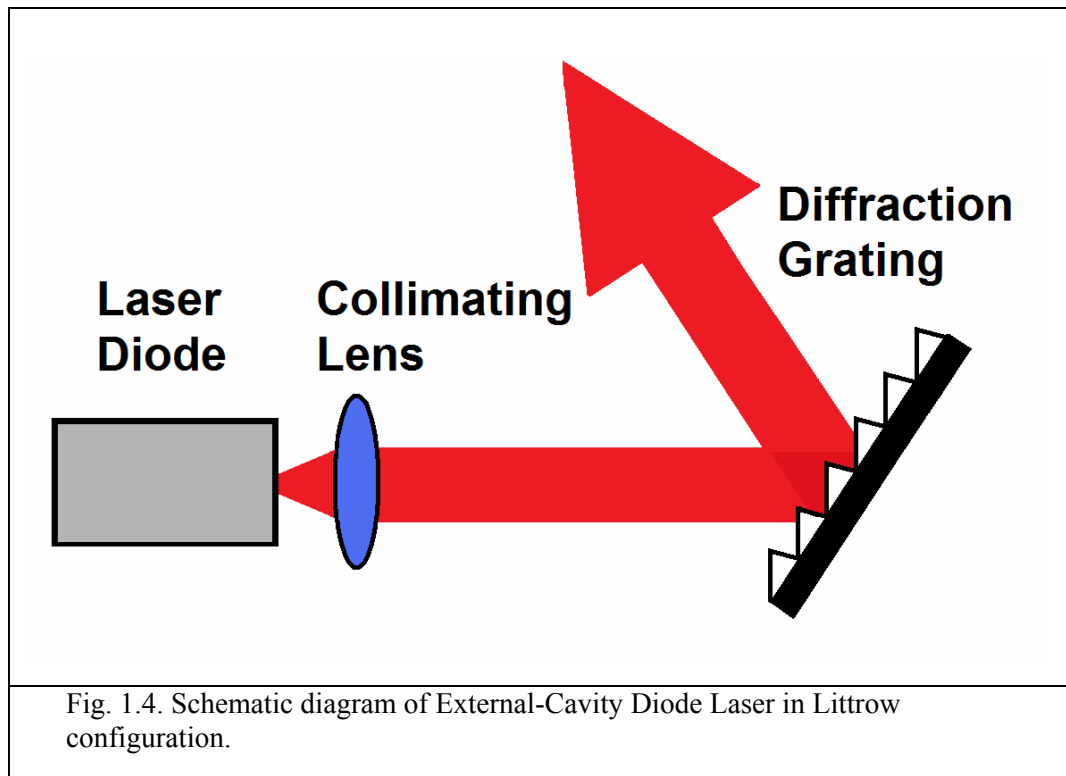 Laser
Diode
Collimating
Lens
Diffraction
Grating
Fig. 1.4. Schematic diagram of External-Cavity Diode Laser in Littrow
configuration.